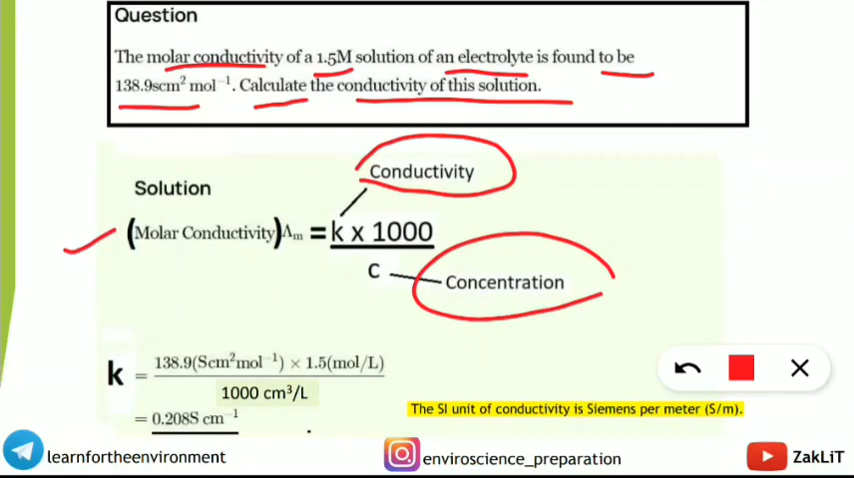 Question
The molar conductivity of a 1.5M solution of an electrolyte is found to be
138.9scm² mol⁻¹. Calculate the conductivity of this solution.
Conductivity
Solution
(Molar Conductivity)Λₘ = k x 1000
C
Concentration
k = 138.9(Scm²mol⁻¹) × 1.5(mol/L)
1000 cm³/L
= 0.208S cm⁻¹
The SI unit of conductivity is Siemens per meter (S/m).
learnfortheenvironment
enviroscience_preparation
ZakLiT